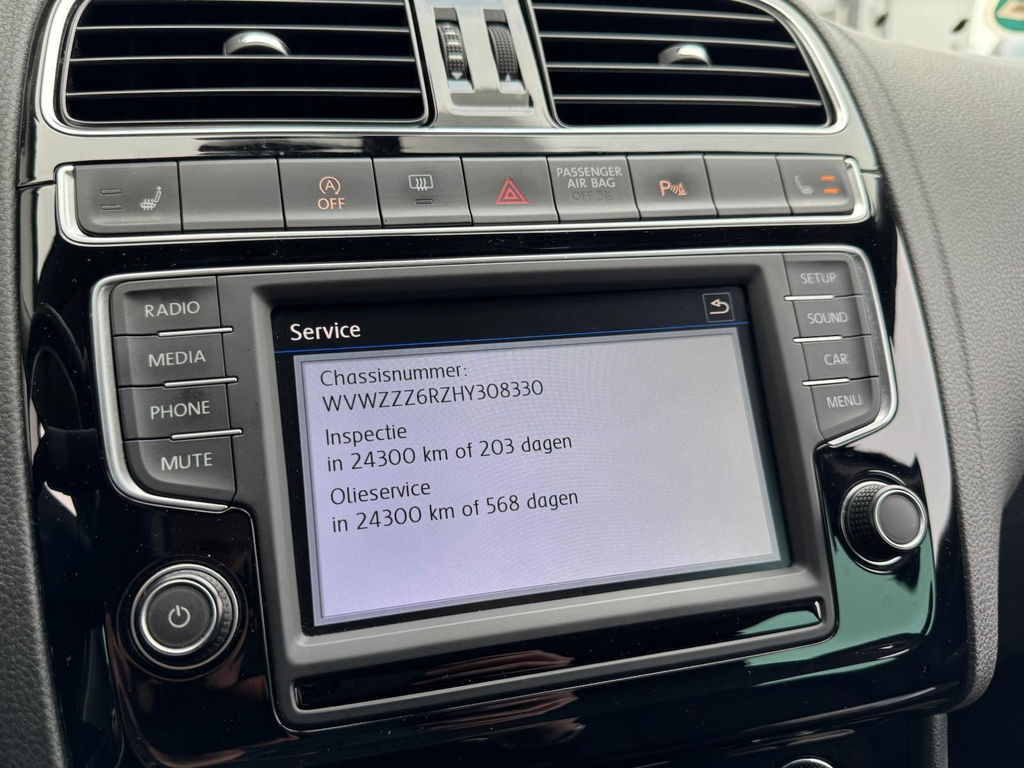 OFF
PASSENGER
AIR BAG
OFF
P
Service
Chassisnummer:
WVWZZZ6RZHY308330
Inspectie
in 24300 km of 203 dagen
Olieservice
in 24300 km of 568 dagen
RADIO
MEDIA
PHONE
MUTE
SETUP
SOUND
CAR
MENU